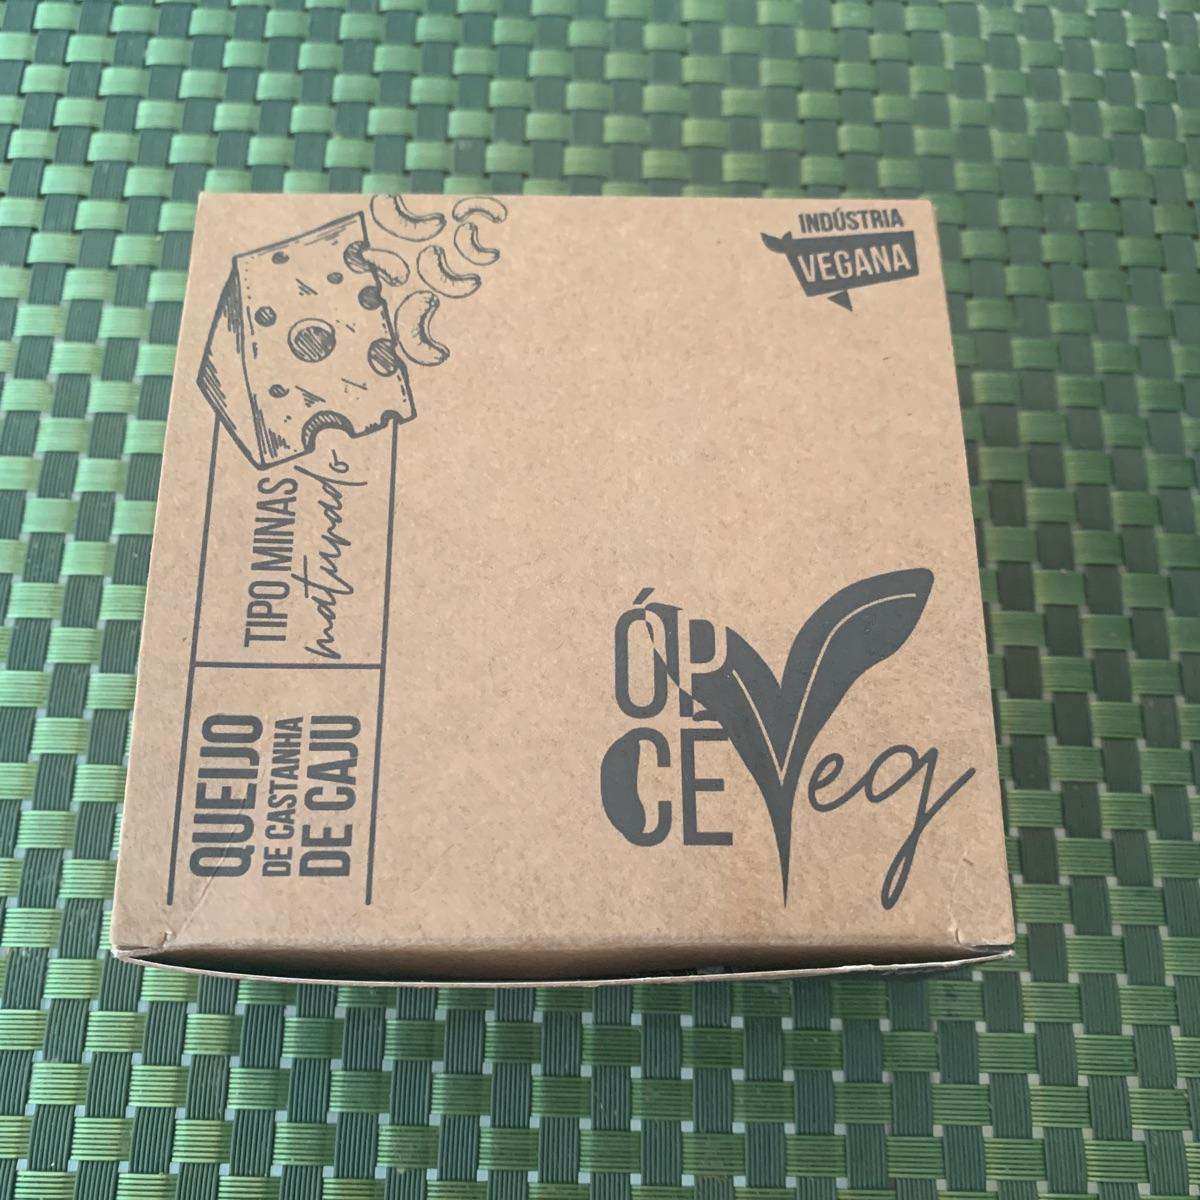 INDÚSTRIA
VEGANA
QUEIJO
DE CASTANHA
DE CAJU
TIPO MINAS
maturado
ÓP
CE Veg